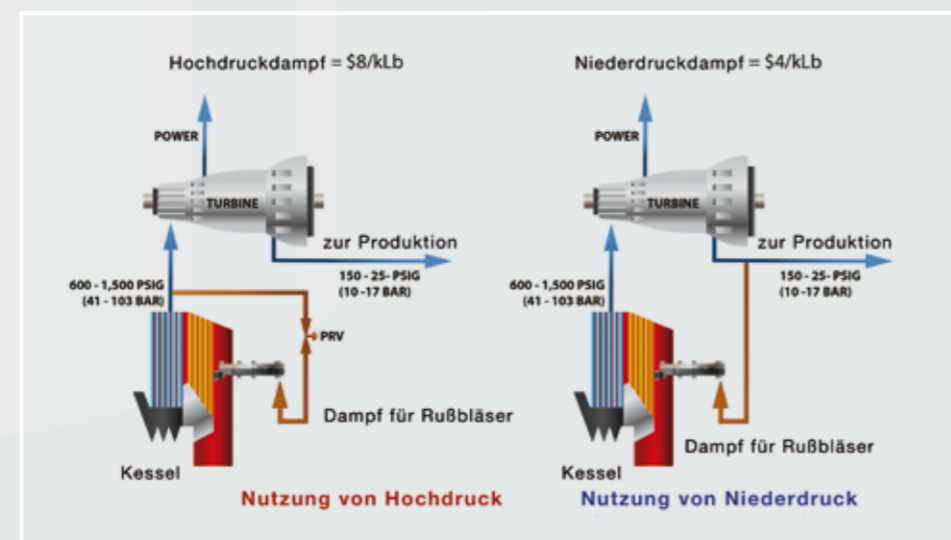 Hochdruckdampf = $8/kLb
POWER
TURBINE
zur Produktion
150 - 25- PSIG
(10 -17 BAR)
600 - 1,500 PSIG
(41 - 103 BAR)
PRV
Dampf für Rußbläser
Kessel
Nutzung von Hochdruck
Niederdruckdampf = $4/kLb
POWER
TURBINE
zur Produktion
150 - 25- PSIG
(10 -17 BAR)
600 - 1,500 PSIG
(41 - 103 BAR)
Dampf für Rußbläser
Kessel
Nutzung von Niederdruck